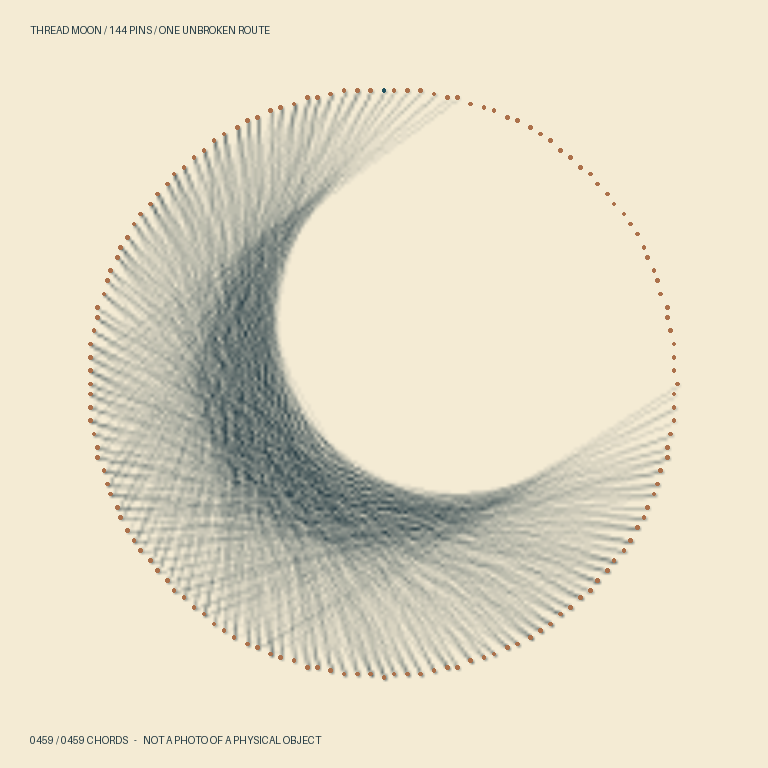 THREAD MOON / 144 PINS / ONE UNBROKEN ROUTE
0459 / 0459 CHORDS - NOT A PHOTO OF A PHYSICAL OBJECT